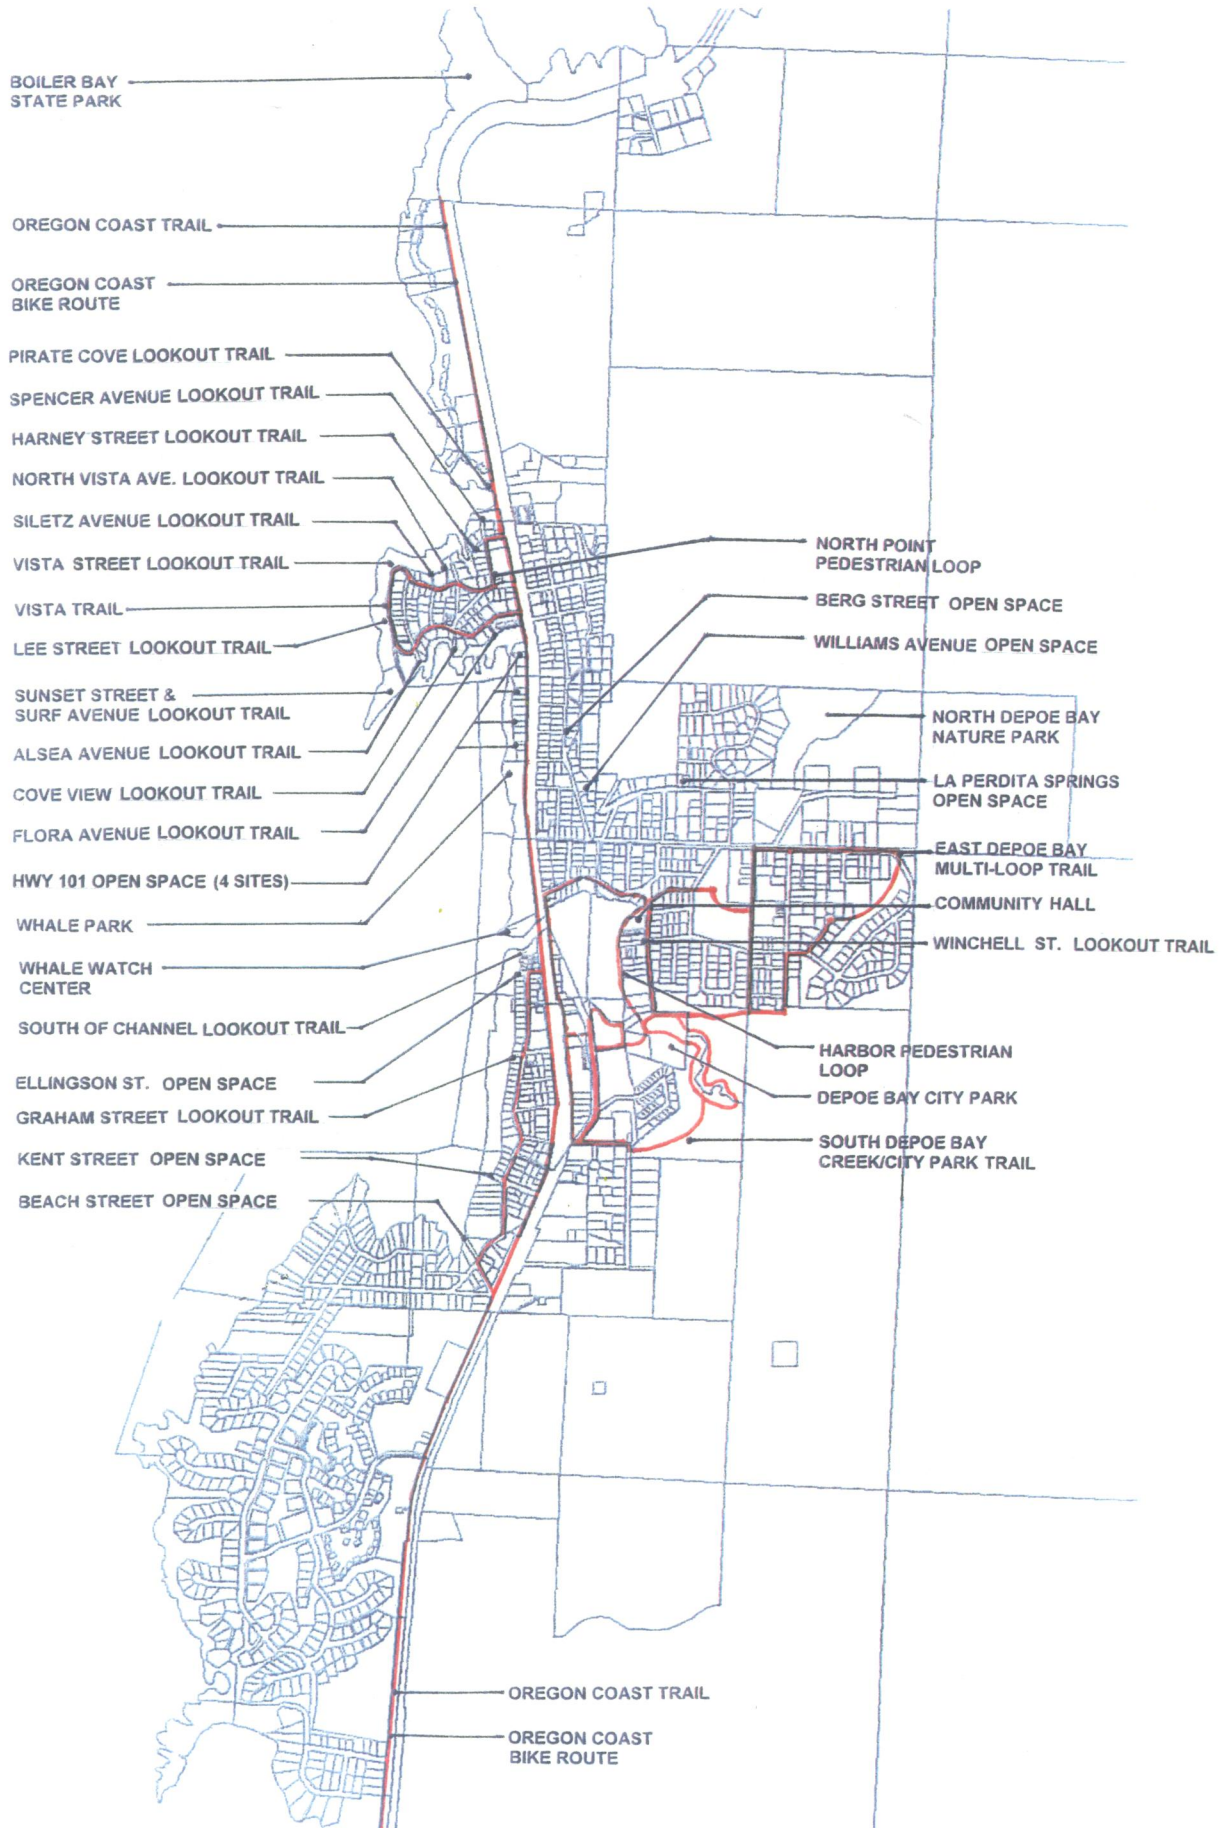 BOILER BAY
STATE PARK
OREGON COAST TRAIL
OREGON COAST
BIKE ROUTE
PIRATE COVE LOOKOUT TRAIL
SPENCER AVENUE LOOKOUT TRAIL
HARNEY STREET LOOKOUT TRAIL
NORTH VISTA AVE. LOOKOUT TRAIL
SILETZ AVENUE LOOKOUT TRAIL
VISTA STREET LOOKOUT TRAIL
VISTA TRAIL
LEE STREET LOOKOUT TRAIL
SUNSET STREET &
SURF AVENUE LOOKOUT TRAIL
ALSEA AVENUE LOOKOUT TRAIL
COVE VIEW LOOKOUT TRAIL
FLORA AVENUE LOOKOUT TRAIL
HWY 101 OPEN SPACE (4 SITES)
WHALE PARK
WHALE WATCH
CENTER
SOUTH OF CHANNEL LOOKOUT TRAIL
ELLINGSON ST. OPEN SPACE
GRAHAM STREET LOOKOUT TRAIL
KENT STREET OPEN SPACE
BEACH STREET OPEN SPACE
NORTH POINT
PEDESTRIAN LOOP
BERG STREET OPEN SPACE
WILLIAMS AVENUE OPEN SPACE
NORTH DEPOE BAY
NATURE PARK
LA PERDITA SPRINGS
OPEN SPACE
EAST DEPOE BAY
MULTI-LOOP TRAIL
COMMUNITY HALL
WINCHELL ST. LOOKOUT TRAIL
HARBOR PEDESTRIAN
LOOP
DEPOE BAY CITY PARK
SOUTH DEPOE BAY
CREEK/CITY PARK TRAIL
OREGON COAST TRAIL
OREGON COAST
BIKE ROUTE